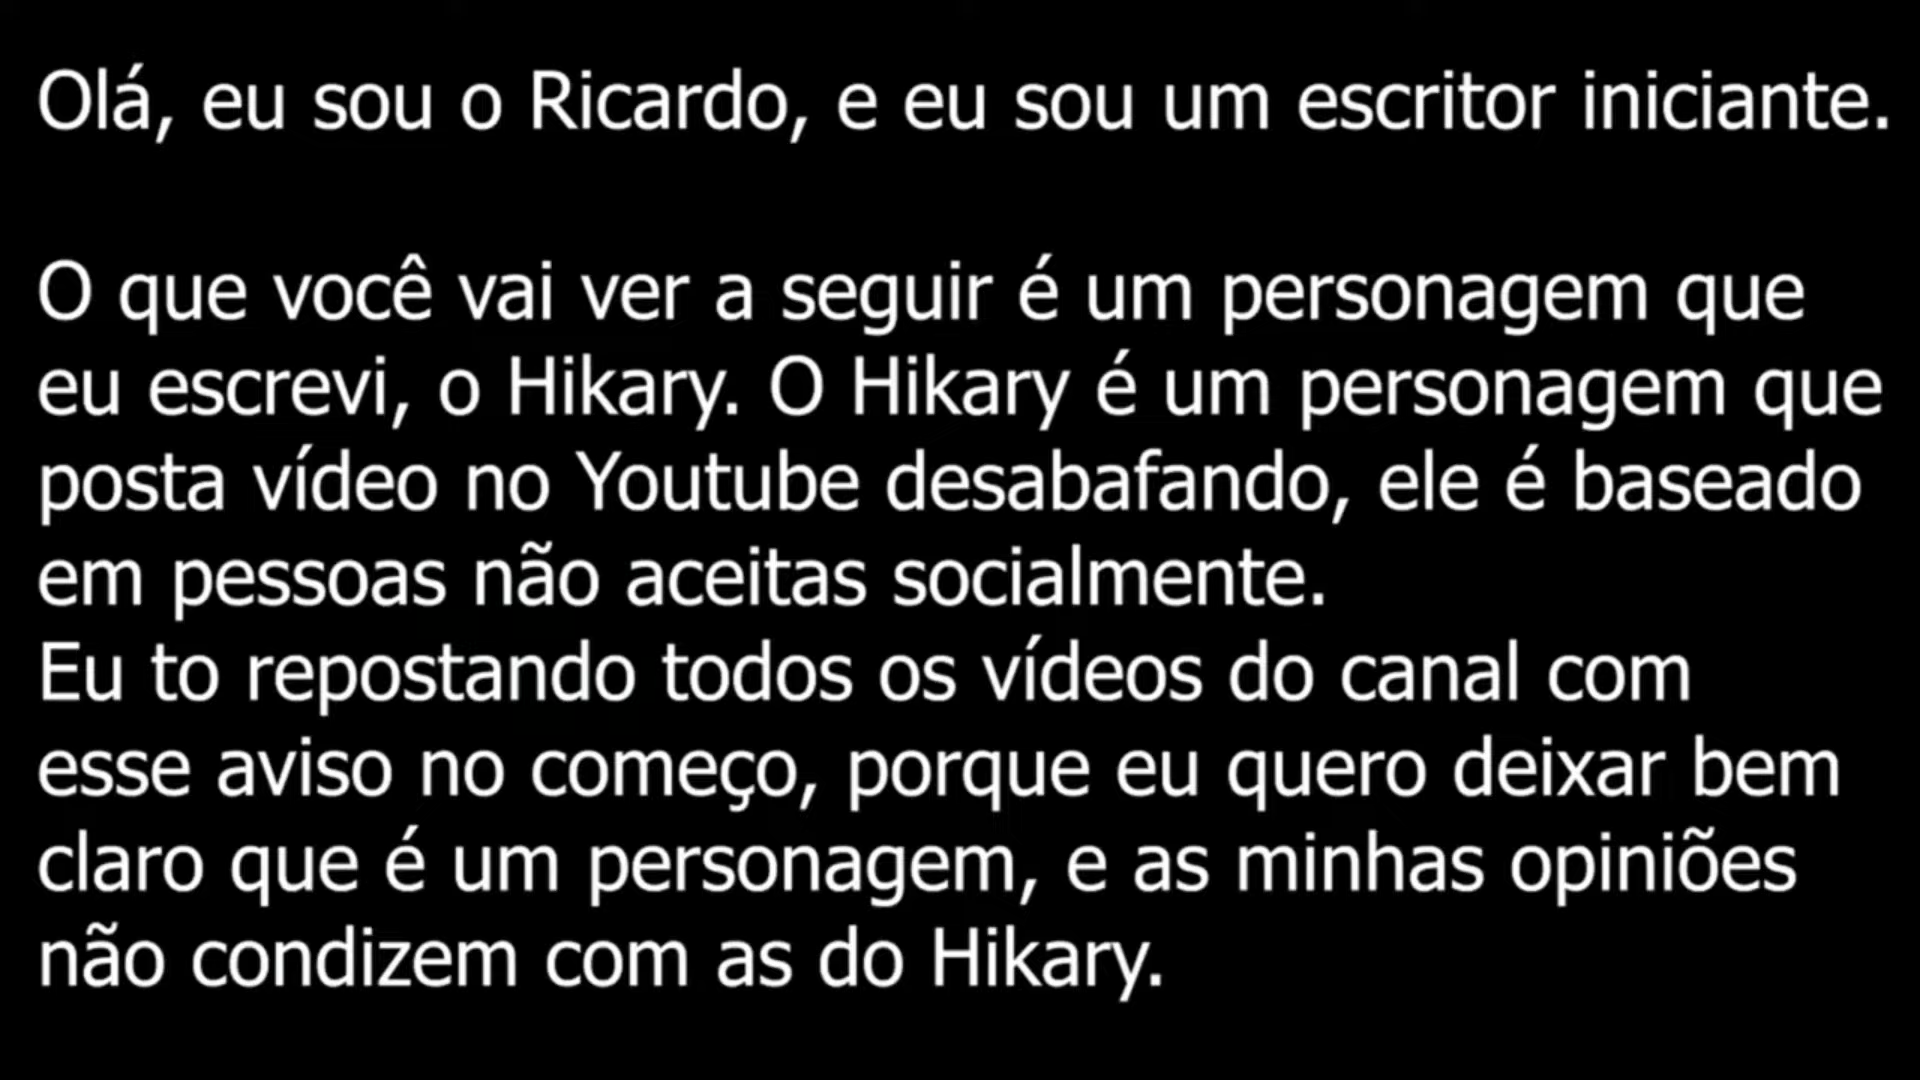 Olá, eu sou o Ricardo, e eu sou um escritor iniciante.
O que você vai ver a seguir é um personagem que
eu escrevi, o Hikary. O Hikary é um personagem que
posta vídeo no Youtube desabafando, ele é baseado
em pessoas não aceitas socialmente.
Eu to repostando todos os vídeos do canal com
esse aviso no começo, porque eu quero deixar bem
claro que é um personagem, e as minhas opiniões
não condizem com as do Hikary.